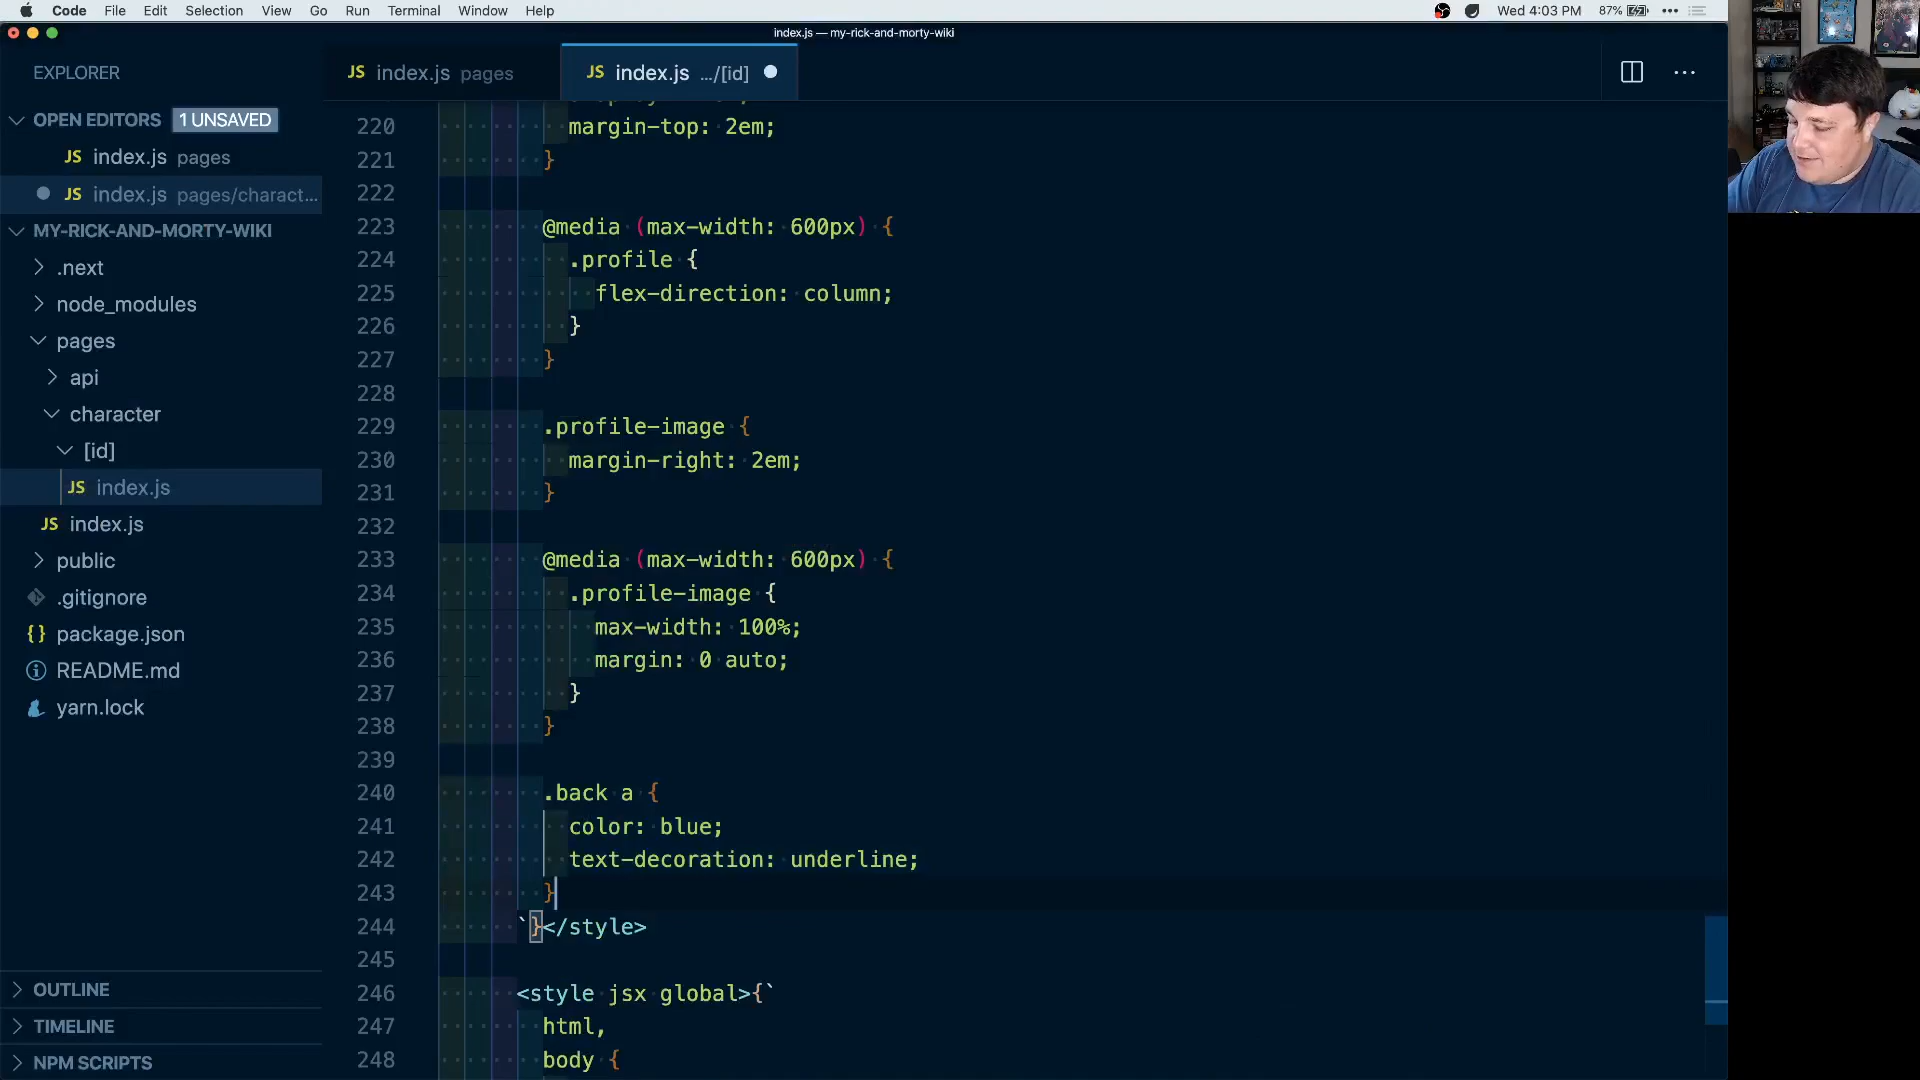 Code File Edit Selection View Go Run Terminal Window Help
Wed 4:03 PM 87%
index.js — my-rick-and-morty-wiki
EXPLORER
OPEN EDITORS 1 UNSAVED
JS index.js pages
JS index.js pages/charact...
MY-RICK-AND-MORTY-WIKI
.next
node_modules
pages
api
character
[id]
JS index.js
JS index.js
public
.gitignore
{} package.json
README.md
yarn.lock
OUTLINE
TIMELINE
NPM SCRIPTS
JS index.js pages
JS index.js .../[id]
220 margin-top: 2em;
221 }
222
223 @media (max-width: 600px) {
224 .profile {
225 flex-direction: column;
226 }
227 }
228
229 .profile-image {
230 margin-right: 2em;
231 }
232
233 @media (max-width: 600px) {
234 .profile-image {
235 max-width: 100%;
236 margin: 0 auto;
237 }
238 }
239
240 .back a {
241 color: blue;
242 text-decoration: underline;
243 }
244 `}</style>
245
246 <style jsx global>{`
247 html,
248 body {